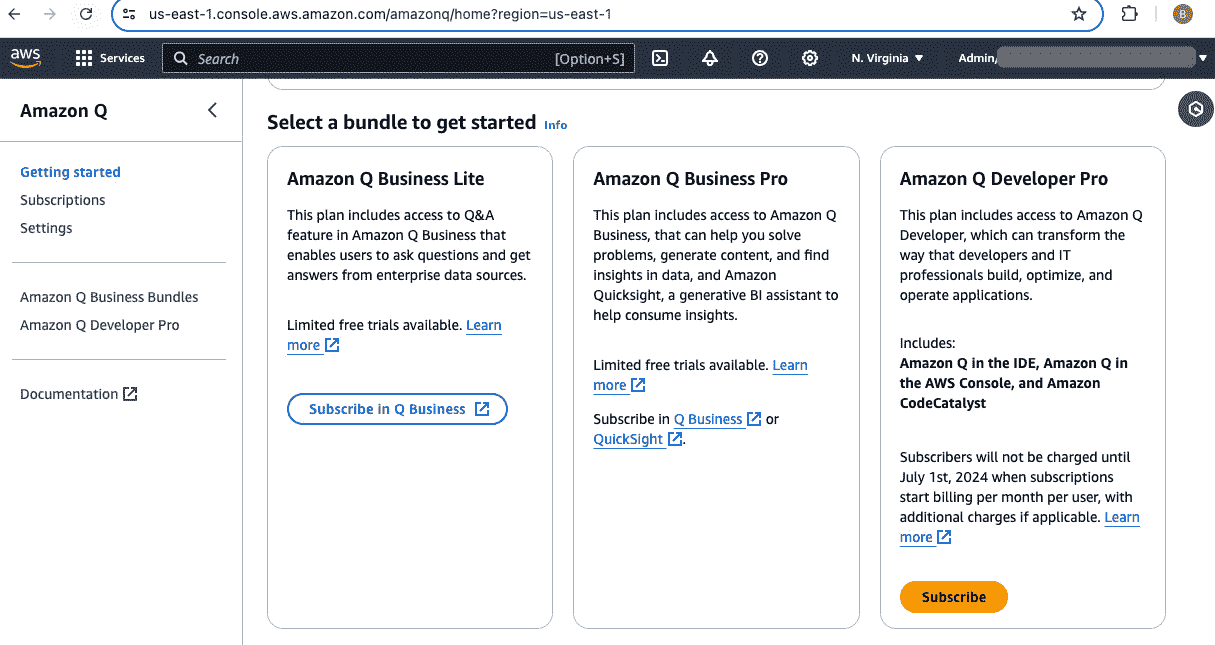 us-east-1.console.aws.amazon.com/amazonq/home?region=us-east-1
B
aws
Services
Search
[Option+S]
N. Virginia
Admin/
Amazon Q
Getting started
Subscriptions
Settings
Amazon Q Business Bundles
Amazon Q Developer Pro
Documentation
Select a bundle to get started Info
Amazon Q Business Lite
This plan includes access to Q&A
feature in Amazon Q Business that
enables users to ask questions and get
answers from enterprise data sources.
Limited free trials available. Learn
more
Subscribe in Q Business
Amazon Q Business Pro
This plan includes access to Amazon Q
Business, that can help you solve
problems, generate content, and find
insights in data, and Amazon
Quicksight, a generative BI assistant to
help consume insights.
Limited free trials available. Learn
more
Subscribe in Q Business or
QuickSight.
Amazon Q Developer Pro
This plan includes access to Amazon Q
Developer, which can transform the
way that developers and IT
professionals build, optimize, and
operate applications.
Includes:
Amazon Q in the IDE, Amazon Q in
the AWS Console, and Amazon
CodeCatalyst
Subscribers will not be charged until
July 1st, 2024 when subscriptions
start billing per month per user, with
additional charges if applicable. Learn
more
Subscribe